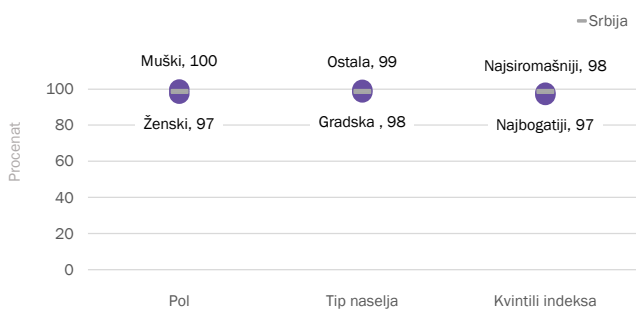 Srbija
Muški, 100
Ostala, 99
Najsiromašniji, 98
100
80
60
40
20
0
Procenat
Ženski, 97
Gradska , 98
Najbogatiji, 97
Pol
Tip naselja
Kvintili indeksa